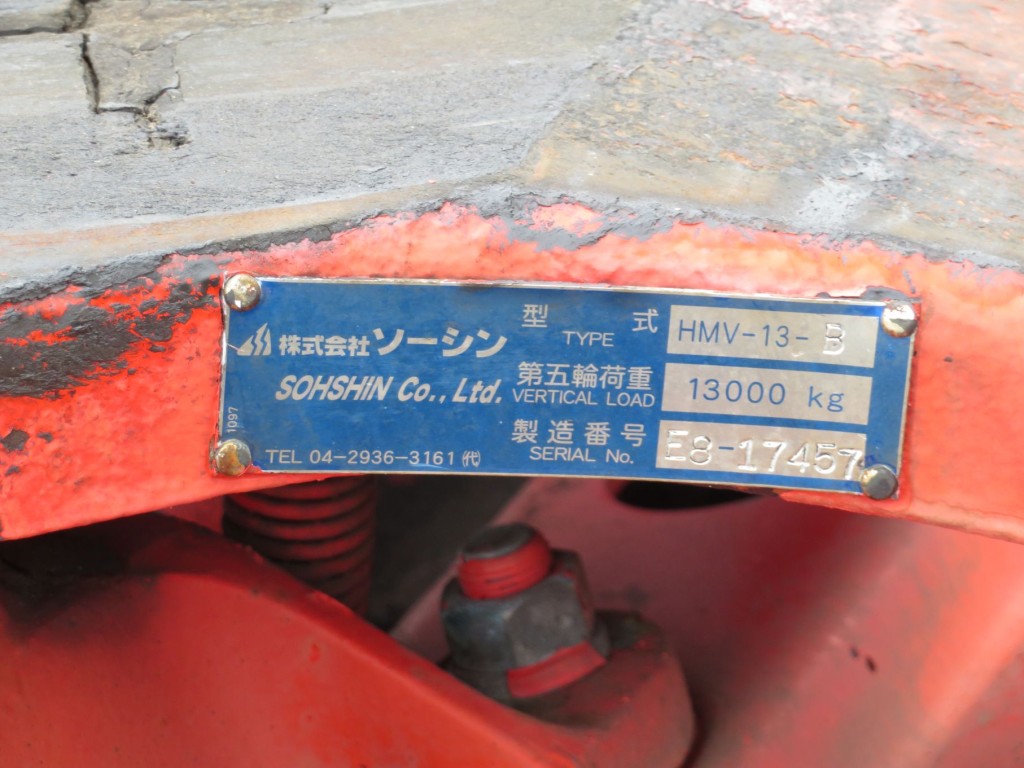 株式会社ソーシン
SOHSHiN Co., Ltd.
1097
TEL 04-2936-3161 ㈹
型 式 HMV-13-B
TYPE
第五輪荷重 13000 kg
VERTICAL LOAD
製造番号 E8-17457
SERIAL No.